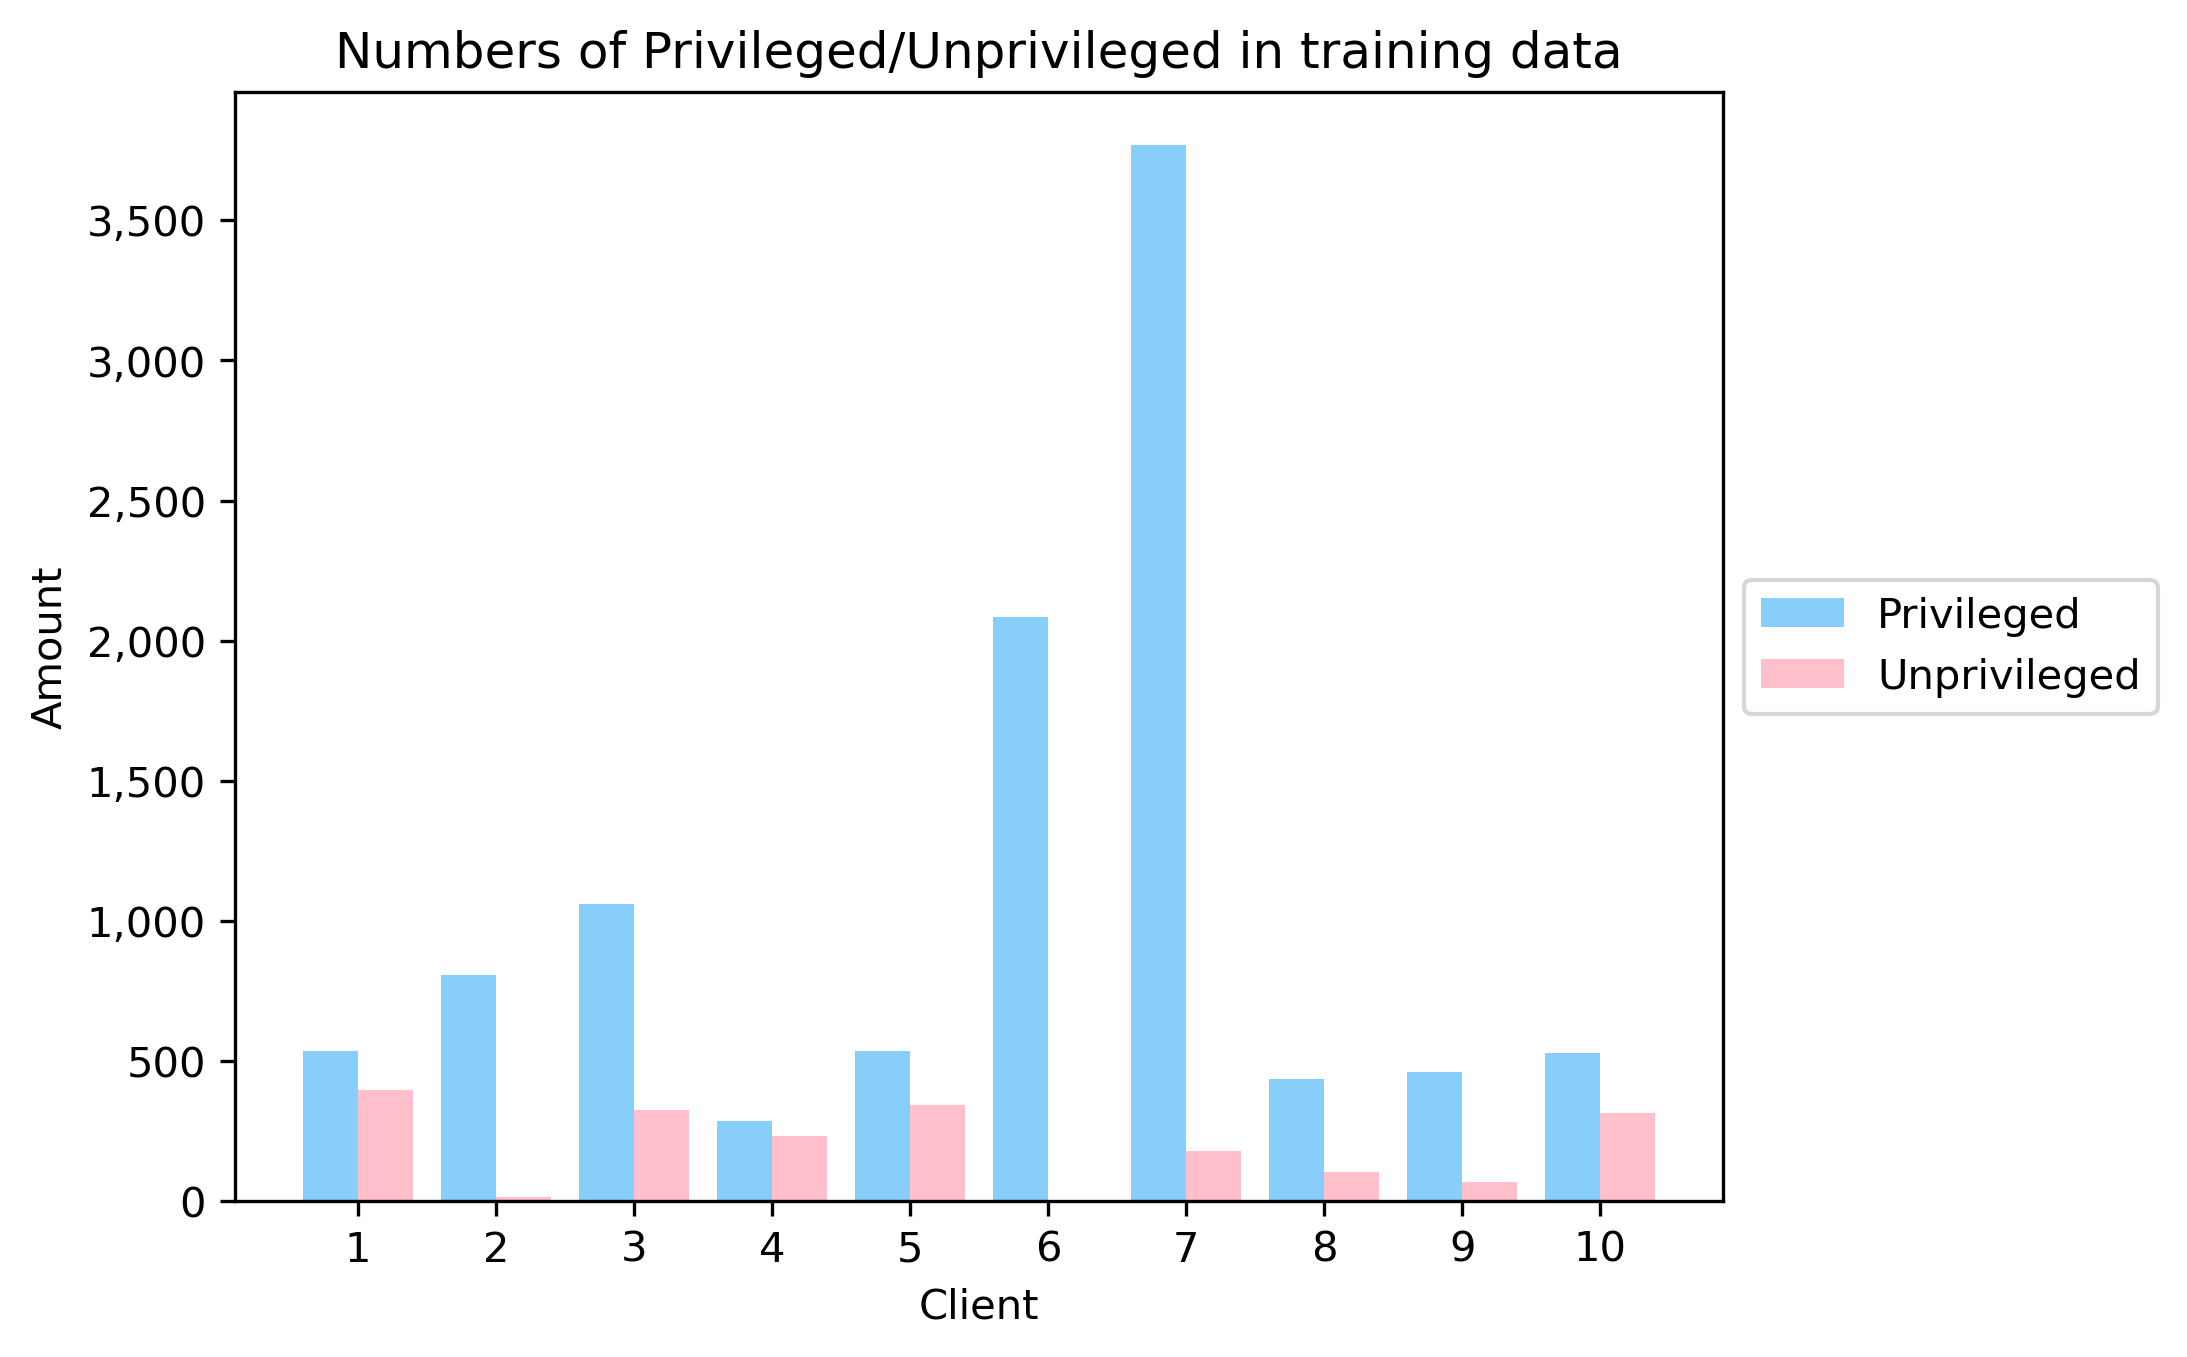 Numbers of Privileged/Unprivileged in training data
3,500
3,000
2,500
2,000
1,500
1,000
500
0
Amount
1 2 3 4 5 6 7 8 9 10
Client
Privileged
Unprivileged